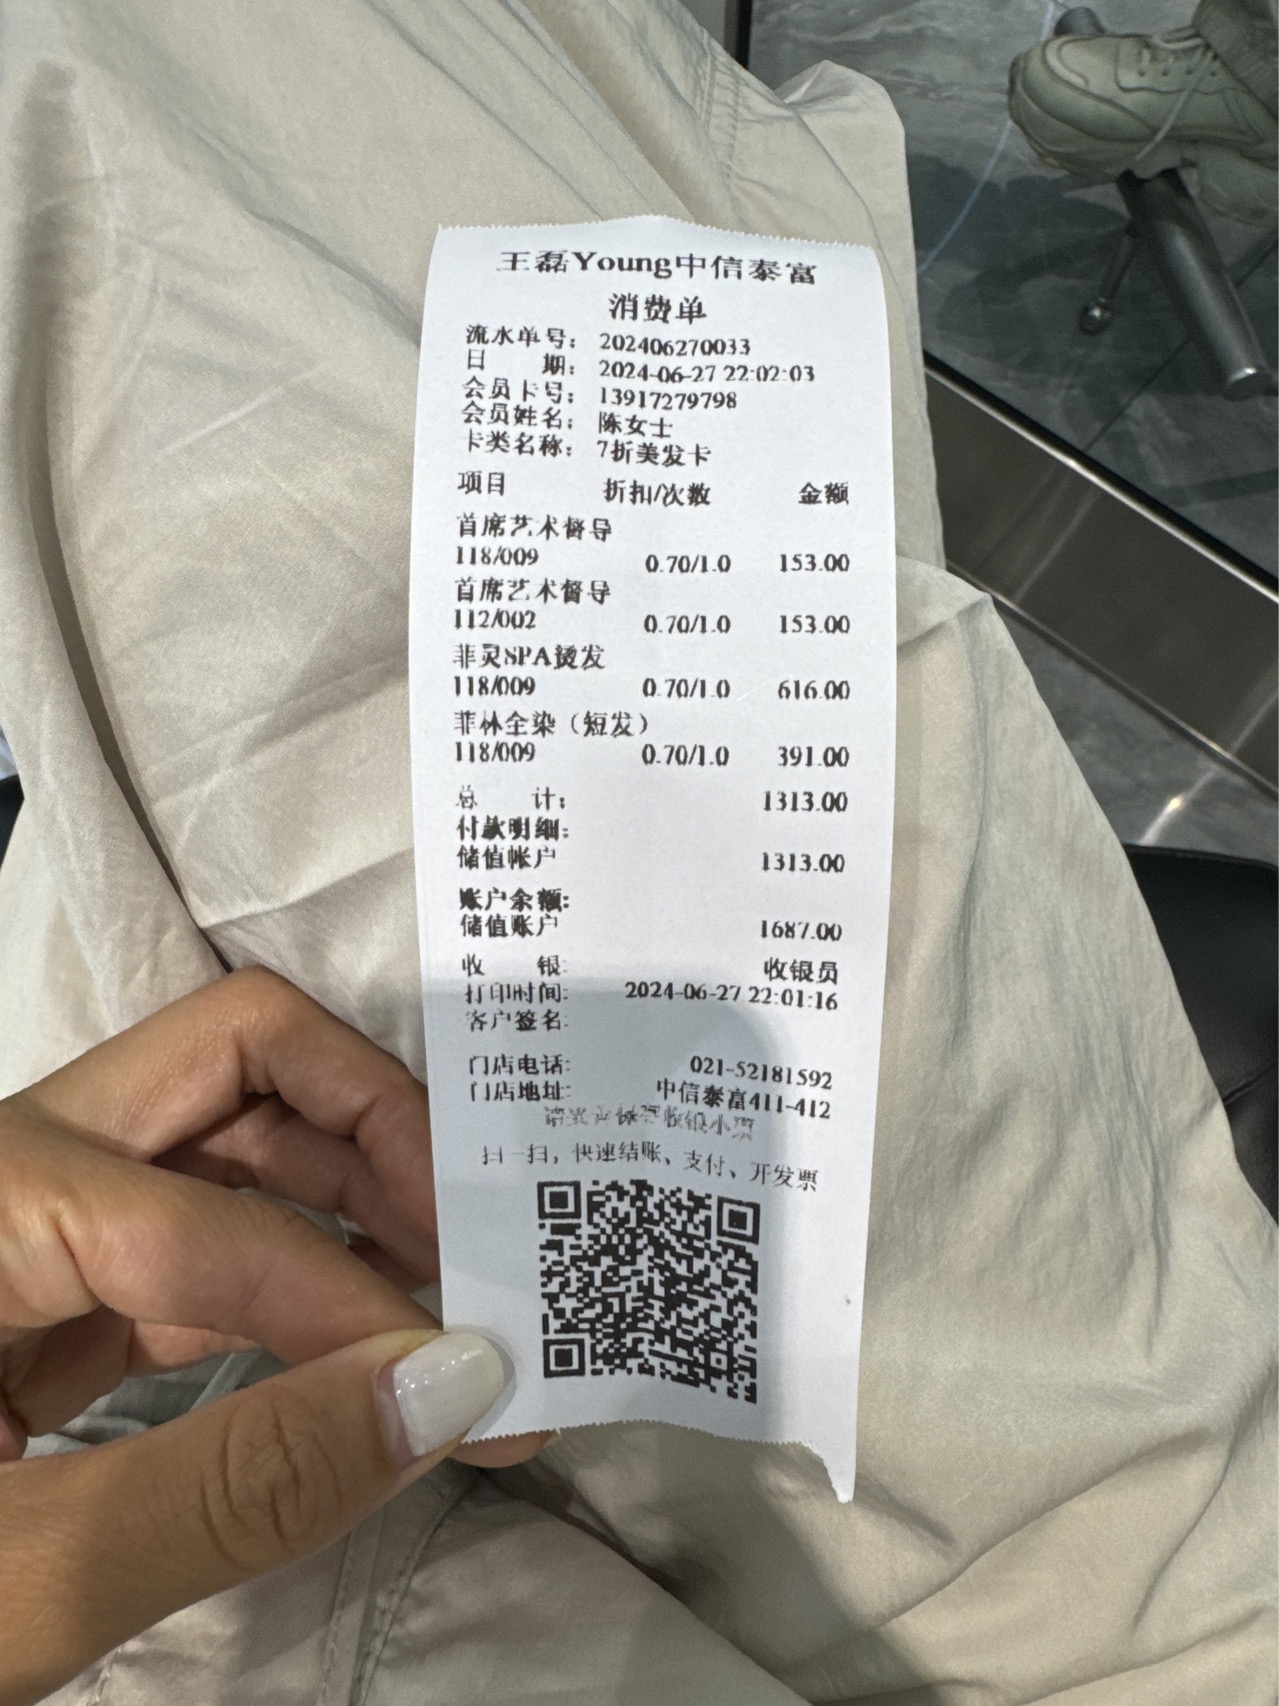 王磊Young中信泰富
消费单
流水单号: 202406270033
日 期: 2024-06-27 22:02:03
会员卡号: 13917279798
会员姓名: 陈女士
卡类名称: 7折美发卡
项目 折扣/次数 金额
首席艺术督导
118/009 0.70/1.0 153.00
首席艺术督导
112/002 0.70/1.0 153.00
菲灵SPA烫发
118/009 0.70/1.0 616.00
菲林全染（短发）
118/009 0.70/1.0 391.00
总 计: 1313.00
付款明细:
储值帐户 1313.00
账户余额:
储值账户 1687.00
收 银: 收银员
打印时间: 2024-06-27 22:01:16
客户签名:
门店电话: 021-52181592
门店地址: 中信泰富411-412
收银小票
扫一扫，快速结账、支付、开发票